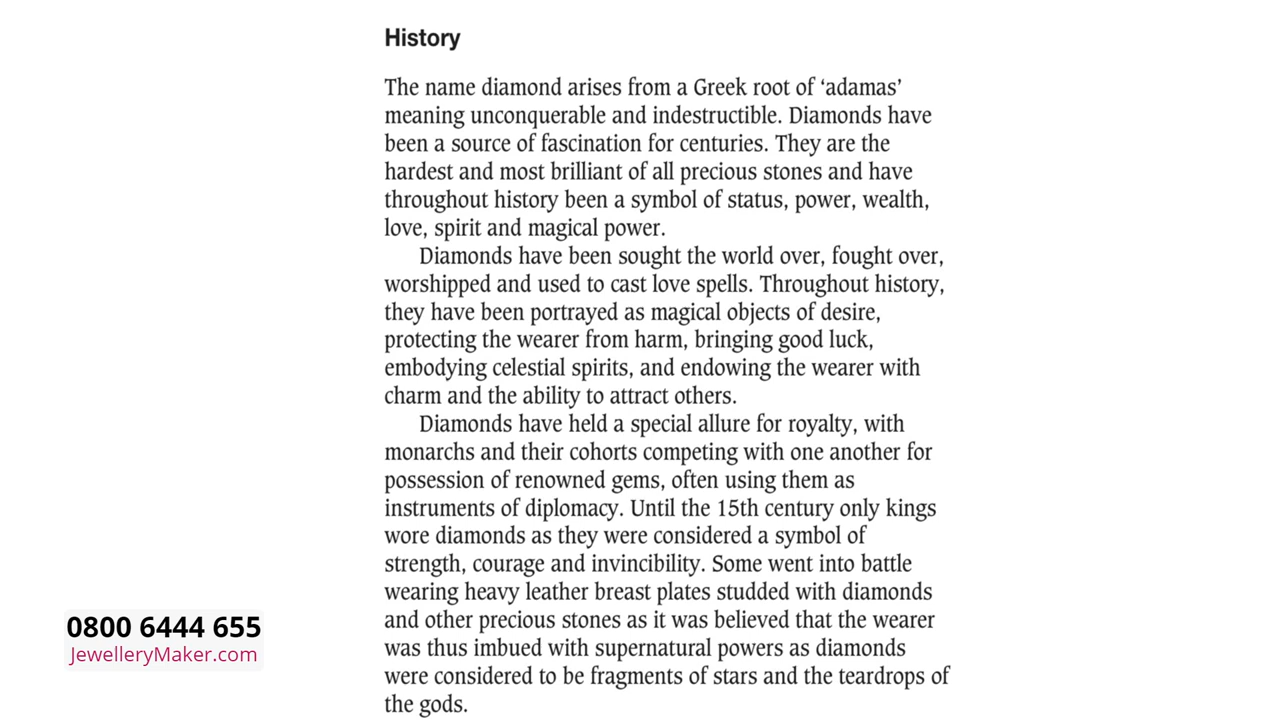 History
The name diamond arises from a Greek root of ‘adamas’
meaning unconquerable and indestructible. Diamonds have
been a source of fascination for centuries. They are the
hardest and most brilliant of all precious stones and have
throughout history been a symbol of status, power, wealth,
love, spirit and magical power.
Diamonds have been sought the world over, fought over,
worshipped and used to cast love spells. Throughout history,
they have been portrayed as magical objects of desire,
protecting the wearer from harm, bringing good luck,
embodying celestial spirits, and endowing the wearer with
charm and the ability to attract others.
Diamonds have held a special allure for royalty, with
monarchs and their cohorts competing with one another for
possession of renowned gems, often using them as
instruments of diplomacy. Until the 15th century only kings
wore diamonds as they were considered a symbol of
strength, courage and invincibility. Some went into battle
wearing heavy leather breast plates studded with diamonds
and other precious stones as it was believed that the wearer
was thus imbued with supernatural powers as diamonds
were considered to be fragments of stars and the teardrops of
the gods.
0800 6444 655
JewelleryMaker.com